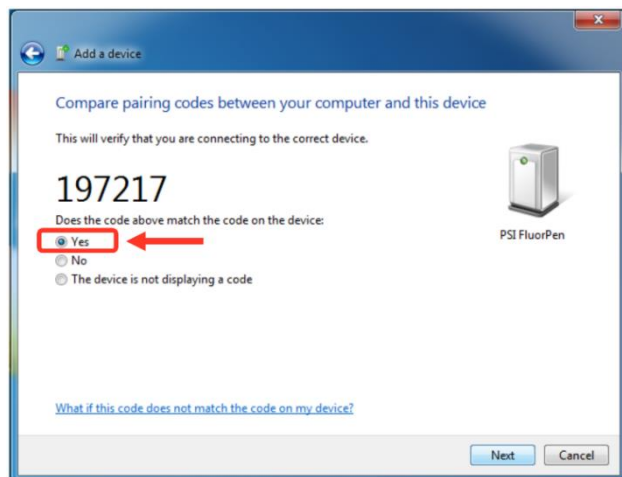 Add a device
Compare pairing codes between your computer and this device
This will verify that you are connecting to the correct device.
197217
Does the code above match the code on the device:
Yes
No
The device is not displaying a code
PSI FluorPen
What if this code does not match the code on my device?
Next
Cancel